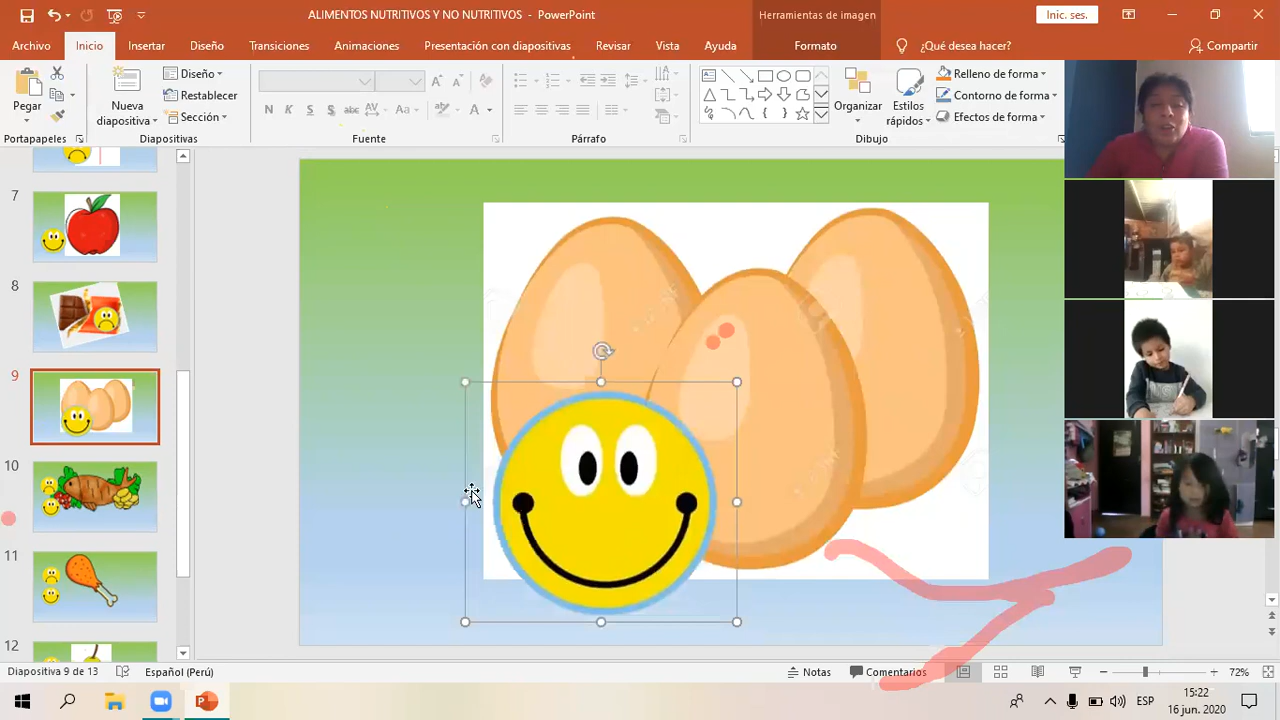 ALIMENTOS NUTRITIVOS Y NO NUTRITIVOS - PowerPoint
Herramientas de imagen
Inic. ses.
Archivo Inicio Insertar Diseño Transiciones Animaciones Presentación con diapositivas Revisar Vista Ayuda Formato ¿Qué desea hacer? Compartir
Pegar
Nueva diapositiva
Diseño
Restablecer
Sección
N K S S abc AV Aa A
Organizar
Estilos rápidos
Relleno de forma
Contorno de forma
Efectos de forma
Portapapeles Diapositivas Fuente Párrafo Dibujo
7
8
9
10
11
12
Diapositiva 9 de 13 Español (Perú) Notas Comentarios 72%
ESP
15:22
16 jun. 2020